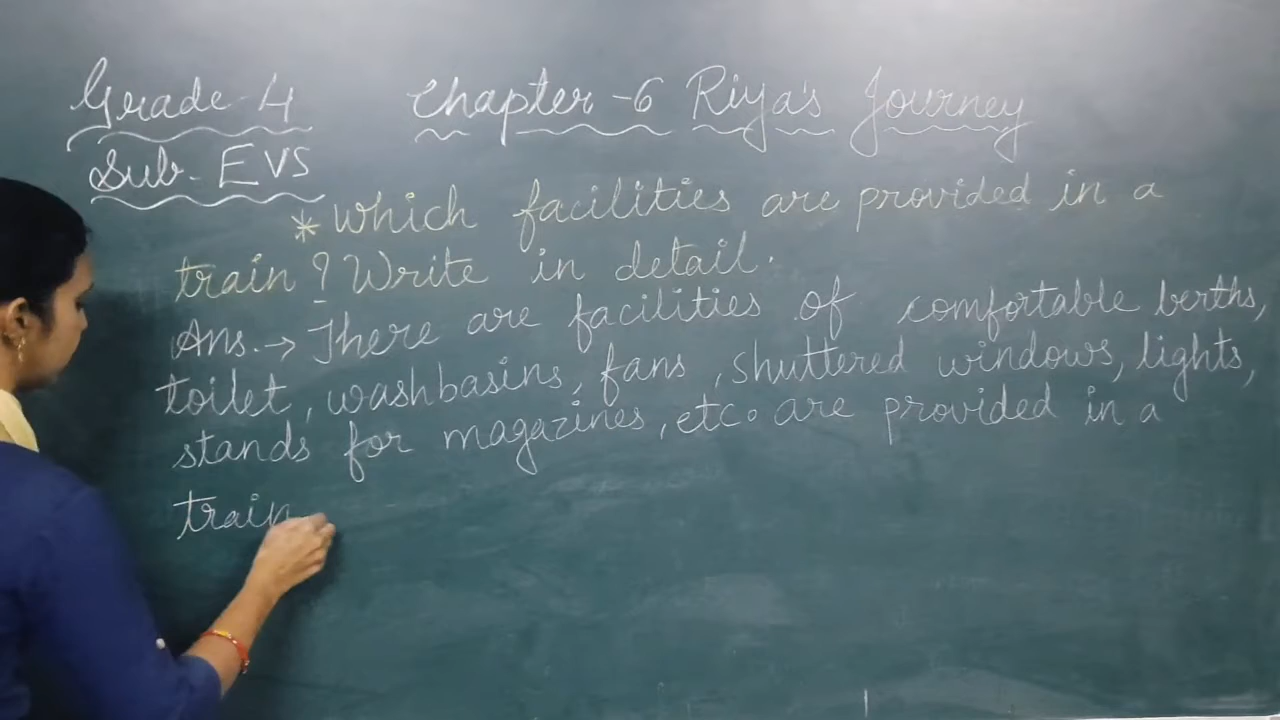 Grade-4 Chapter-6 Riya's Journey
Sub-EVS
* Which facilities are provided in a
train? Write in detail.
Ans.→ There are facilities of comfortable berths,
toilet, washbasins, fans, shuttered windows, lights,
stands for magazines, etc. are provided in a
train